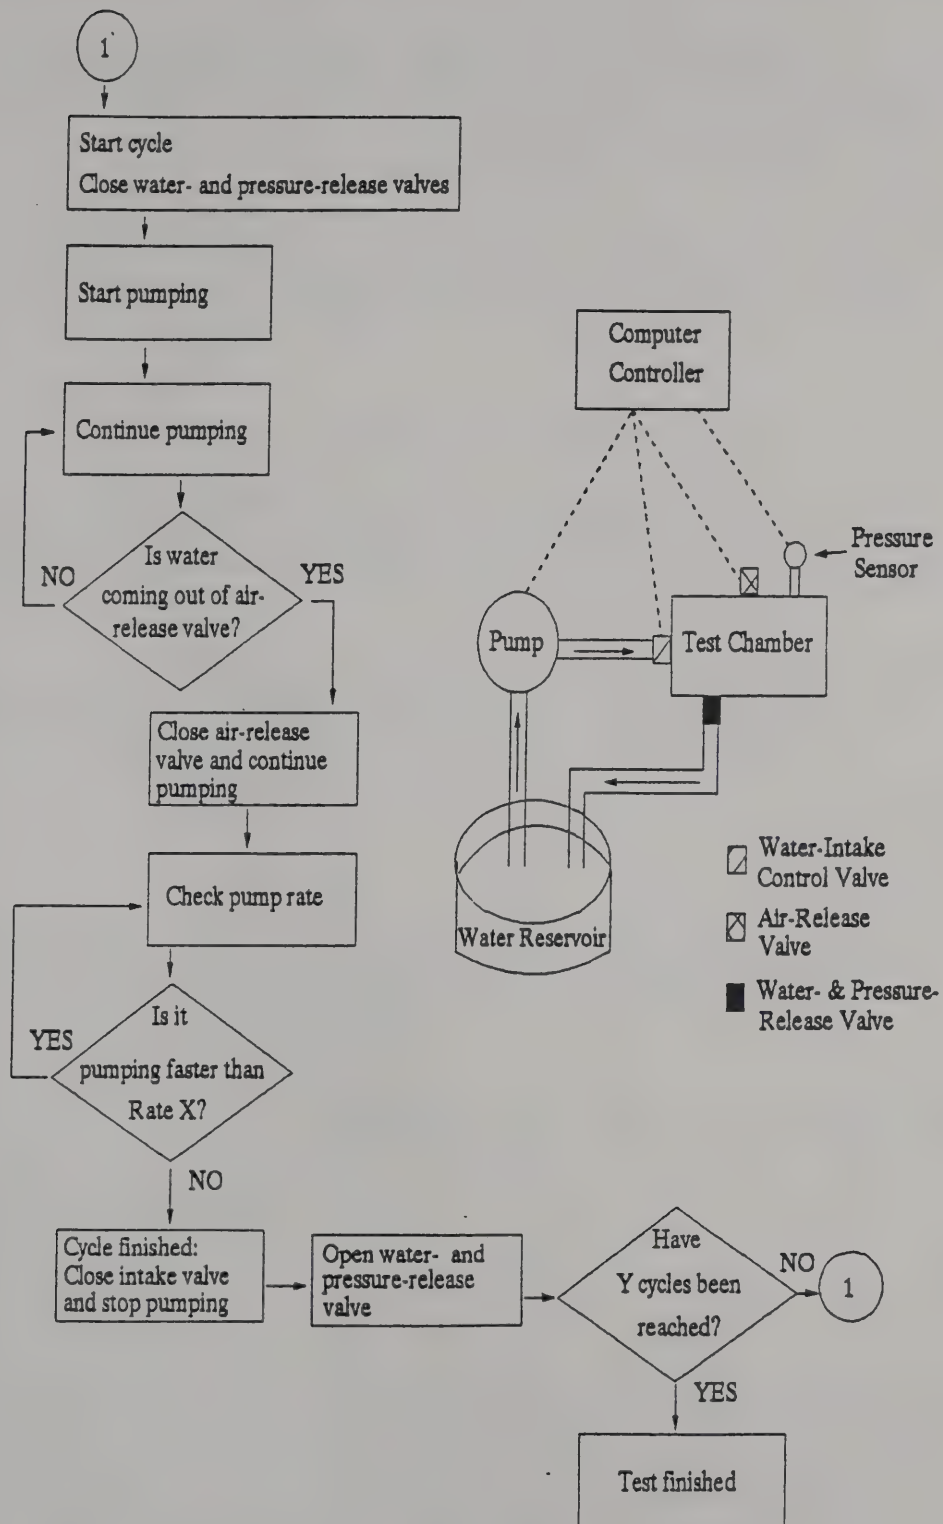 1
Start cycle
Close water- and pressure-release valves
Start pumping
Continue pumping
Is water
coming out of air-
release valve?
NO
YES
Close air-release
valve and continue
pumping
Check pump rate
Is it
pumping faster than
Rate X?
YES
NO
Cycle finished:
Close intake valve
and stop pumping
Open water- and
pressure-release
valve
Have
Y cycles been
reached?
NO
1
YES
Test finished
Computer
Controller
Pressure
Sensor
Pump
Test Chamber
Water Reservoir
Water-Intake
Control Valve
Air-Release
Valve
Water- & Pressure-
Release Valve